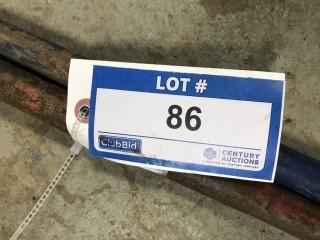 LOT #
86
ClubBid
CENTURY
AUCTIONS